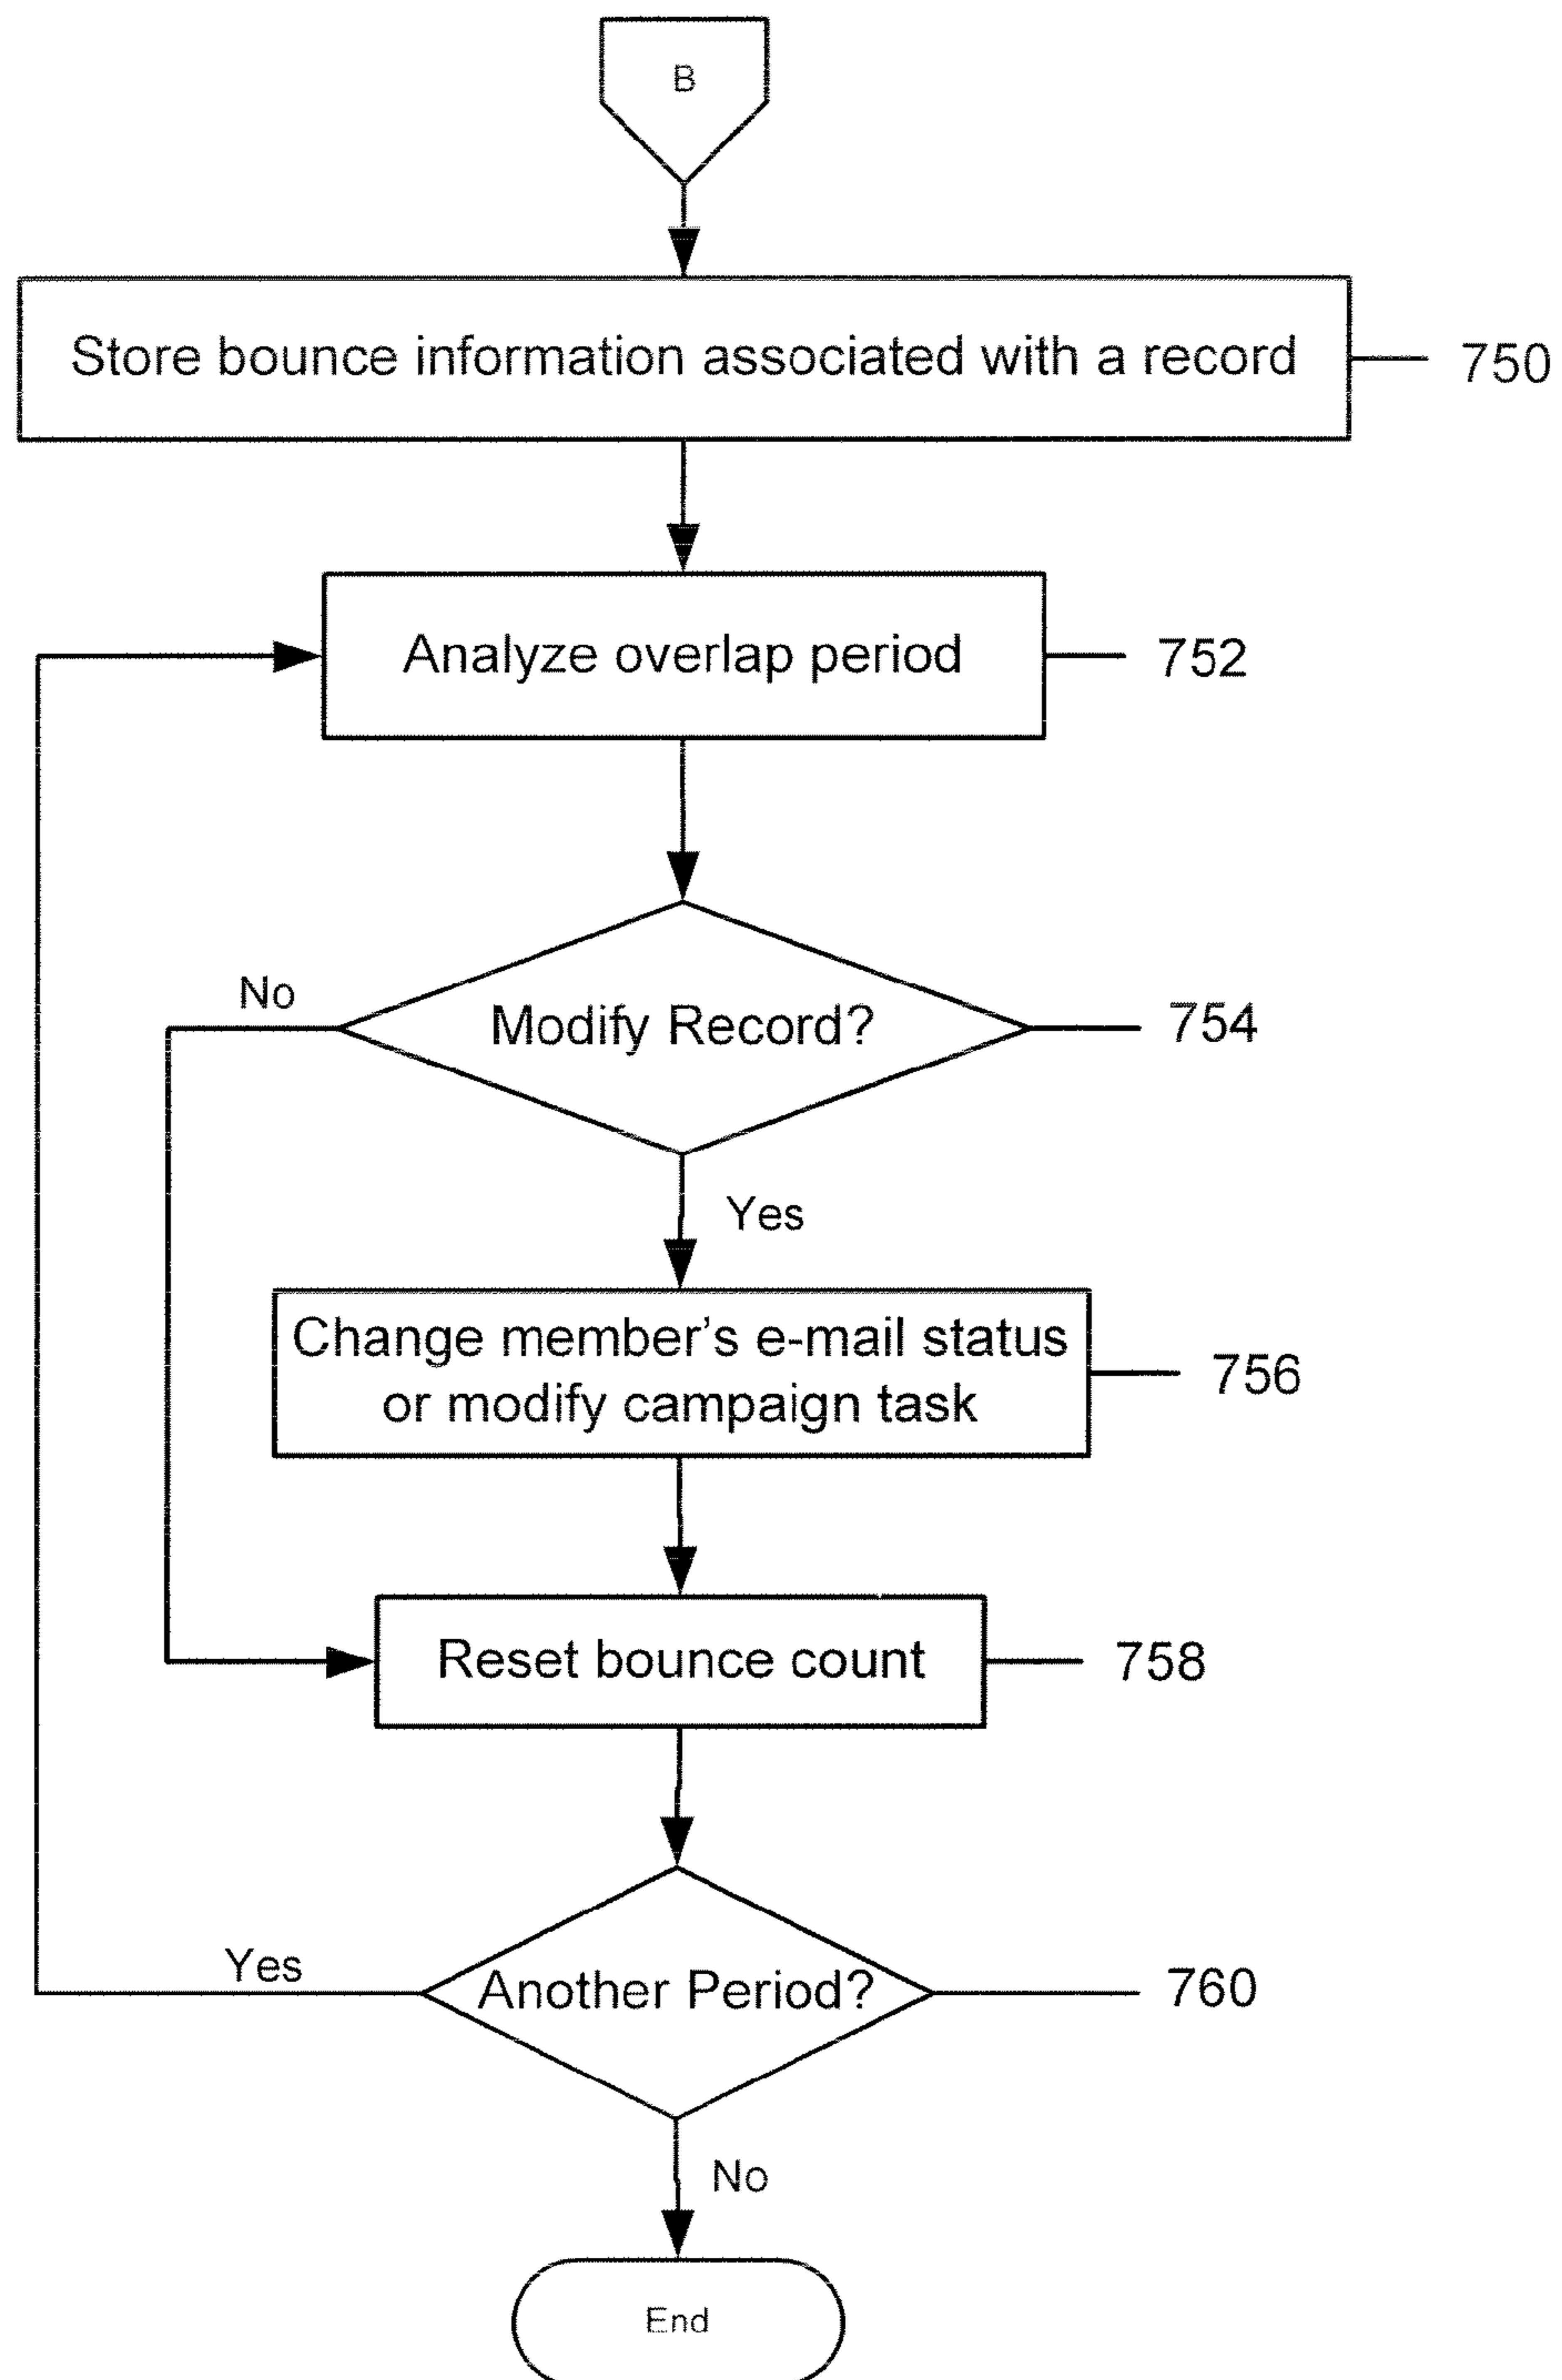 B
Store bounce information associated with a record
750
Analyze overlap period
752
No
Modify Record?
754
Yes
Change member's e-mail status
or modify campaign task
756
Reset bounce count
758
Yes
Another Period?
760
No
End